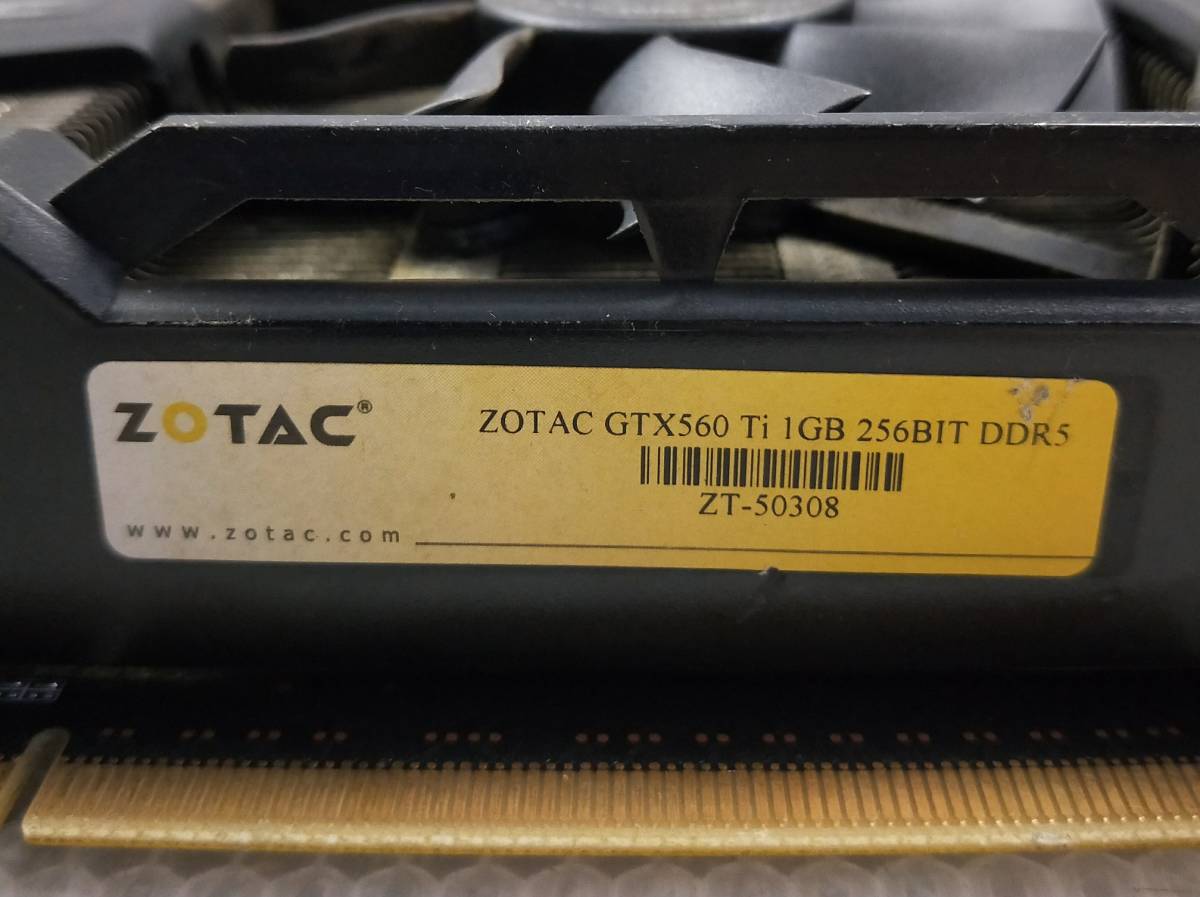 ZOTAC®
ZOTAC GTX560 Ti 1GB 256BIT DDR5
ZT-50308
www.zotac.com